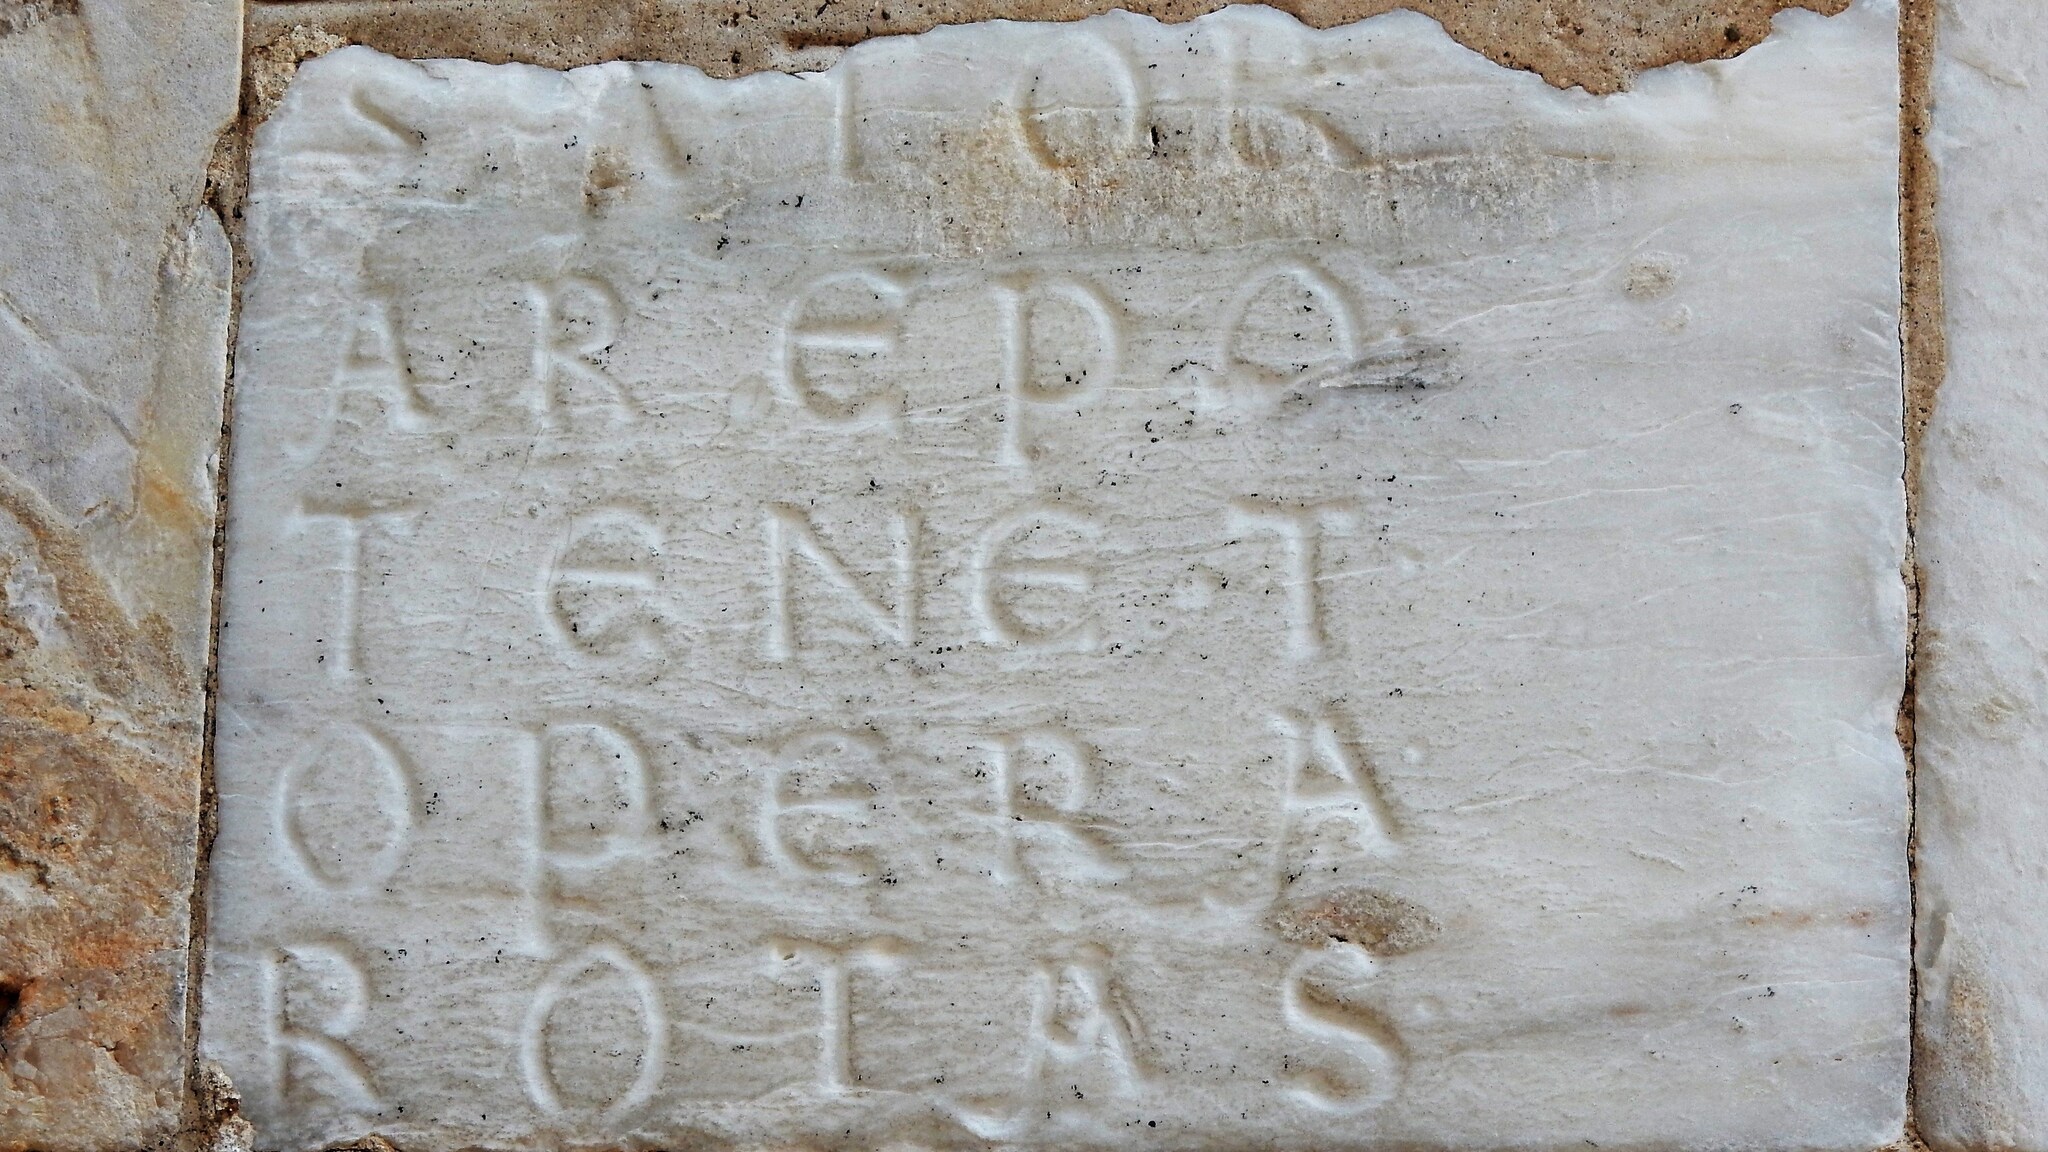 SATOR
AREPO
TENET
OPERA
ROTAS